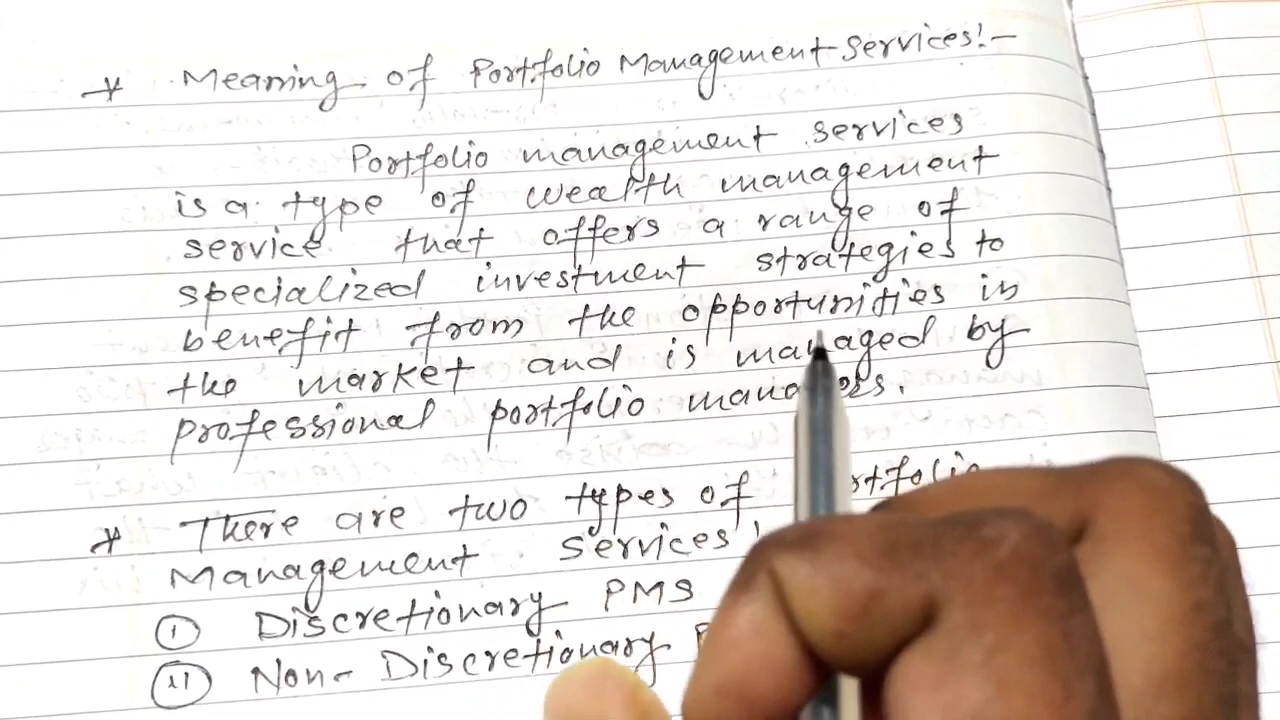 * Meaning of Portfolio Management Services:-
Portfolio management services
is a type of wealth management
service that offers a range of
specialized investment strategies to
benefit from the opportunities in
the market and is managed by
professional portfolio managers.
* There are two types of
Management Services!
(i) Discretionary PMS
(ii) Non-Discretionary